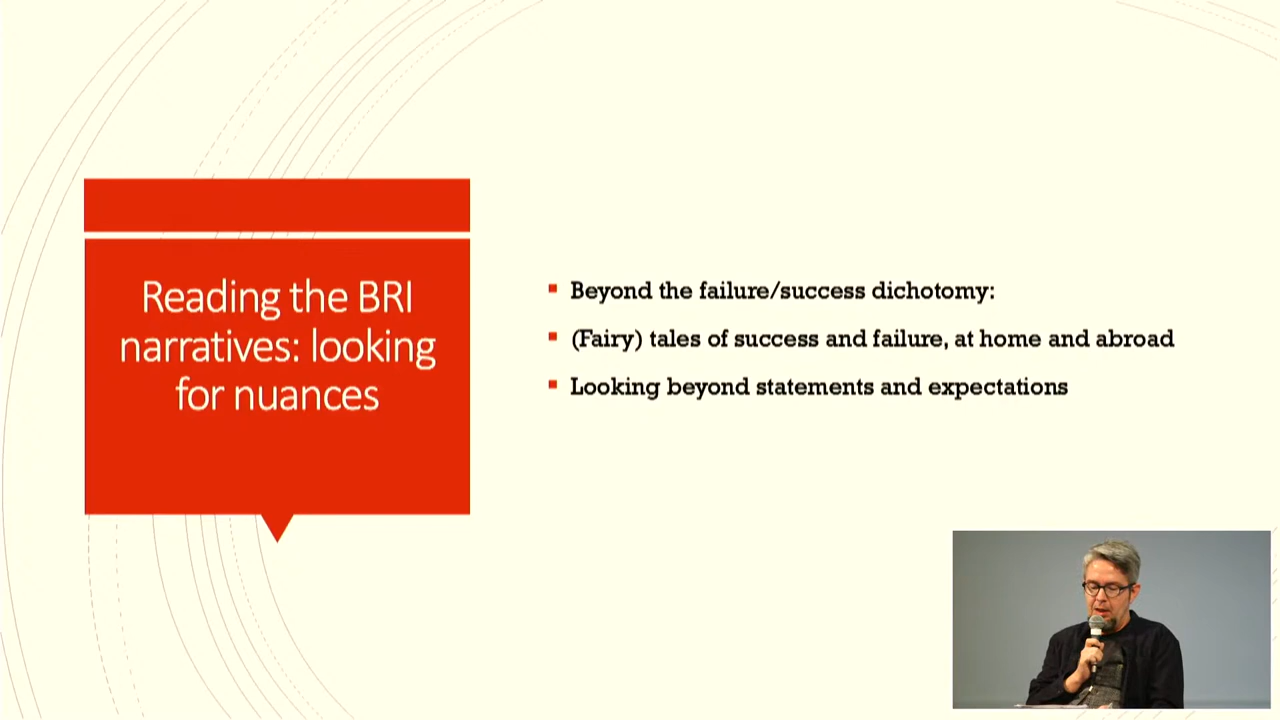 Reading the BRI
narratives: looking
for nuances
Beyond the failure/success dichotomy:
(Fairy) tales of success and failure, at home and abroad
Looking beyond statements and expectations